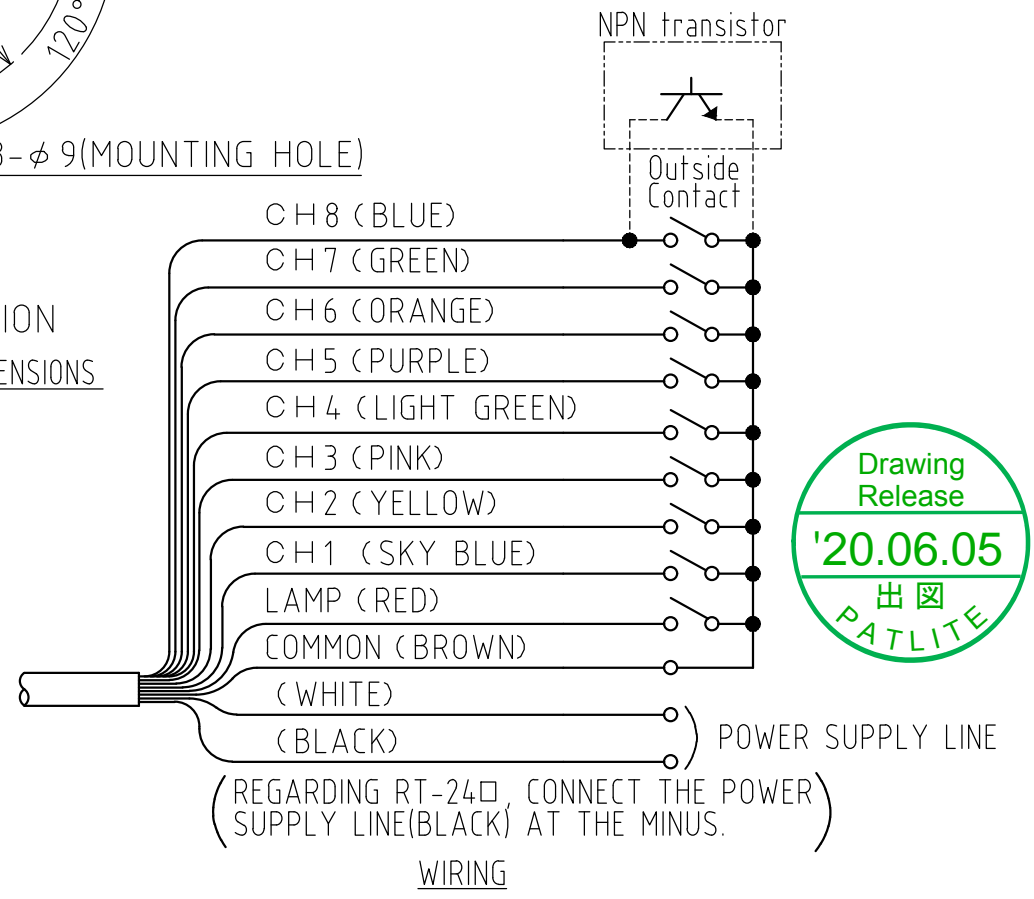 NPN transistor
120°
3-φ9(MOUNTING HOLE)
Outside
Contact
CH8 (BLUE)
CH7 (GREEN)
CH6 (ORANGE)
CH5 (PURPLE)
CH4 (LIGHT GREEN)
CH3 (PINK)
CH2 (YELLOW)
CH1 (SKY BLUE)
LAMP (RED)
COMMON (BROWN)
(WHITE)
(BLACK)
POWER SUPPLY LINE
(REGARDING RT-24□, CONNECT THE POWER
SUPPLY LINE(BLACK) AT THE MINUS.)
WIRING
Drawing
Release
'20.06.05
出図
PATLITE